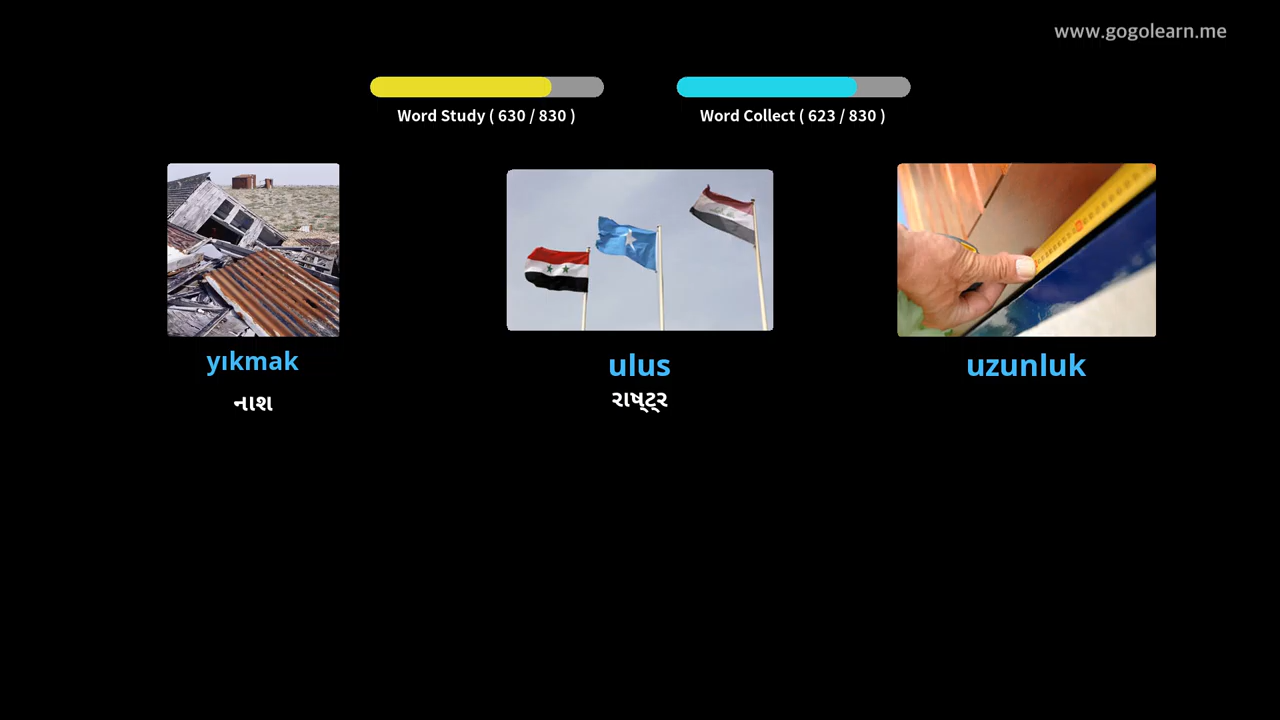 www.gogolearn.me
Word Study ( 630 / 830 )
Word Collect ( 623 / 830 )
yıkmak
ulus
uzunluk
નાશ
રાષ્ટ્ર